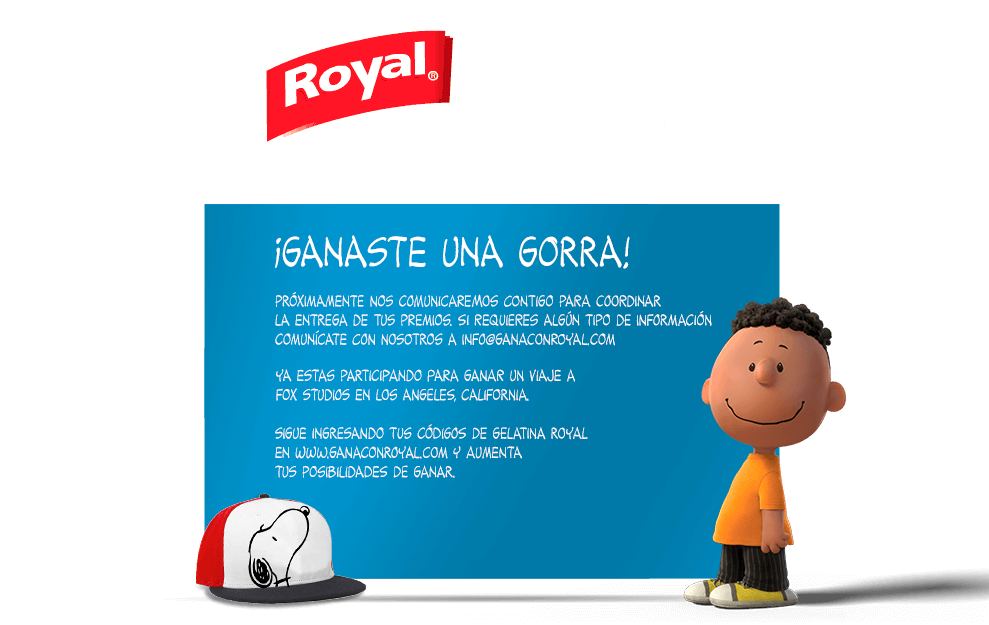 Royal®
¡GANASTE UNA GORRA!
PRÓXIMAMENTE NOS COMUNICAREMOS CONTIGO PARA COORDINAR
LA ENTREGA DE TUS PREMIOS. SI REQUIERES ALGÚN TIPO DE INFORMACIÓN
COMUNÍCATE CON NOSOTROS A INFO@GANACONROYAL.COM
YA ESTAS PARTICIPANDO PARA GANAR UN VIAJE A
FOX STUDIOS EN LOS ANGELES, CALIFORNIA.
SIGUE INGRESANDO TUS CÓDIGOS DE GELATINA ROYAL
EN WWW.GANACONROYAL.COM Y AUMENTA
TUS POSIBILIDADES DE GANAR.